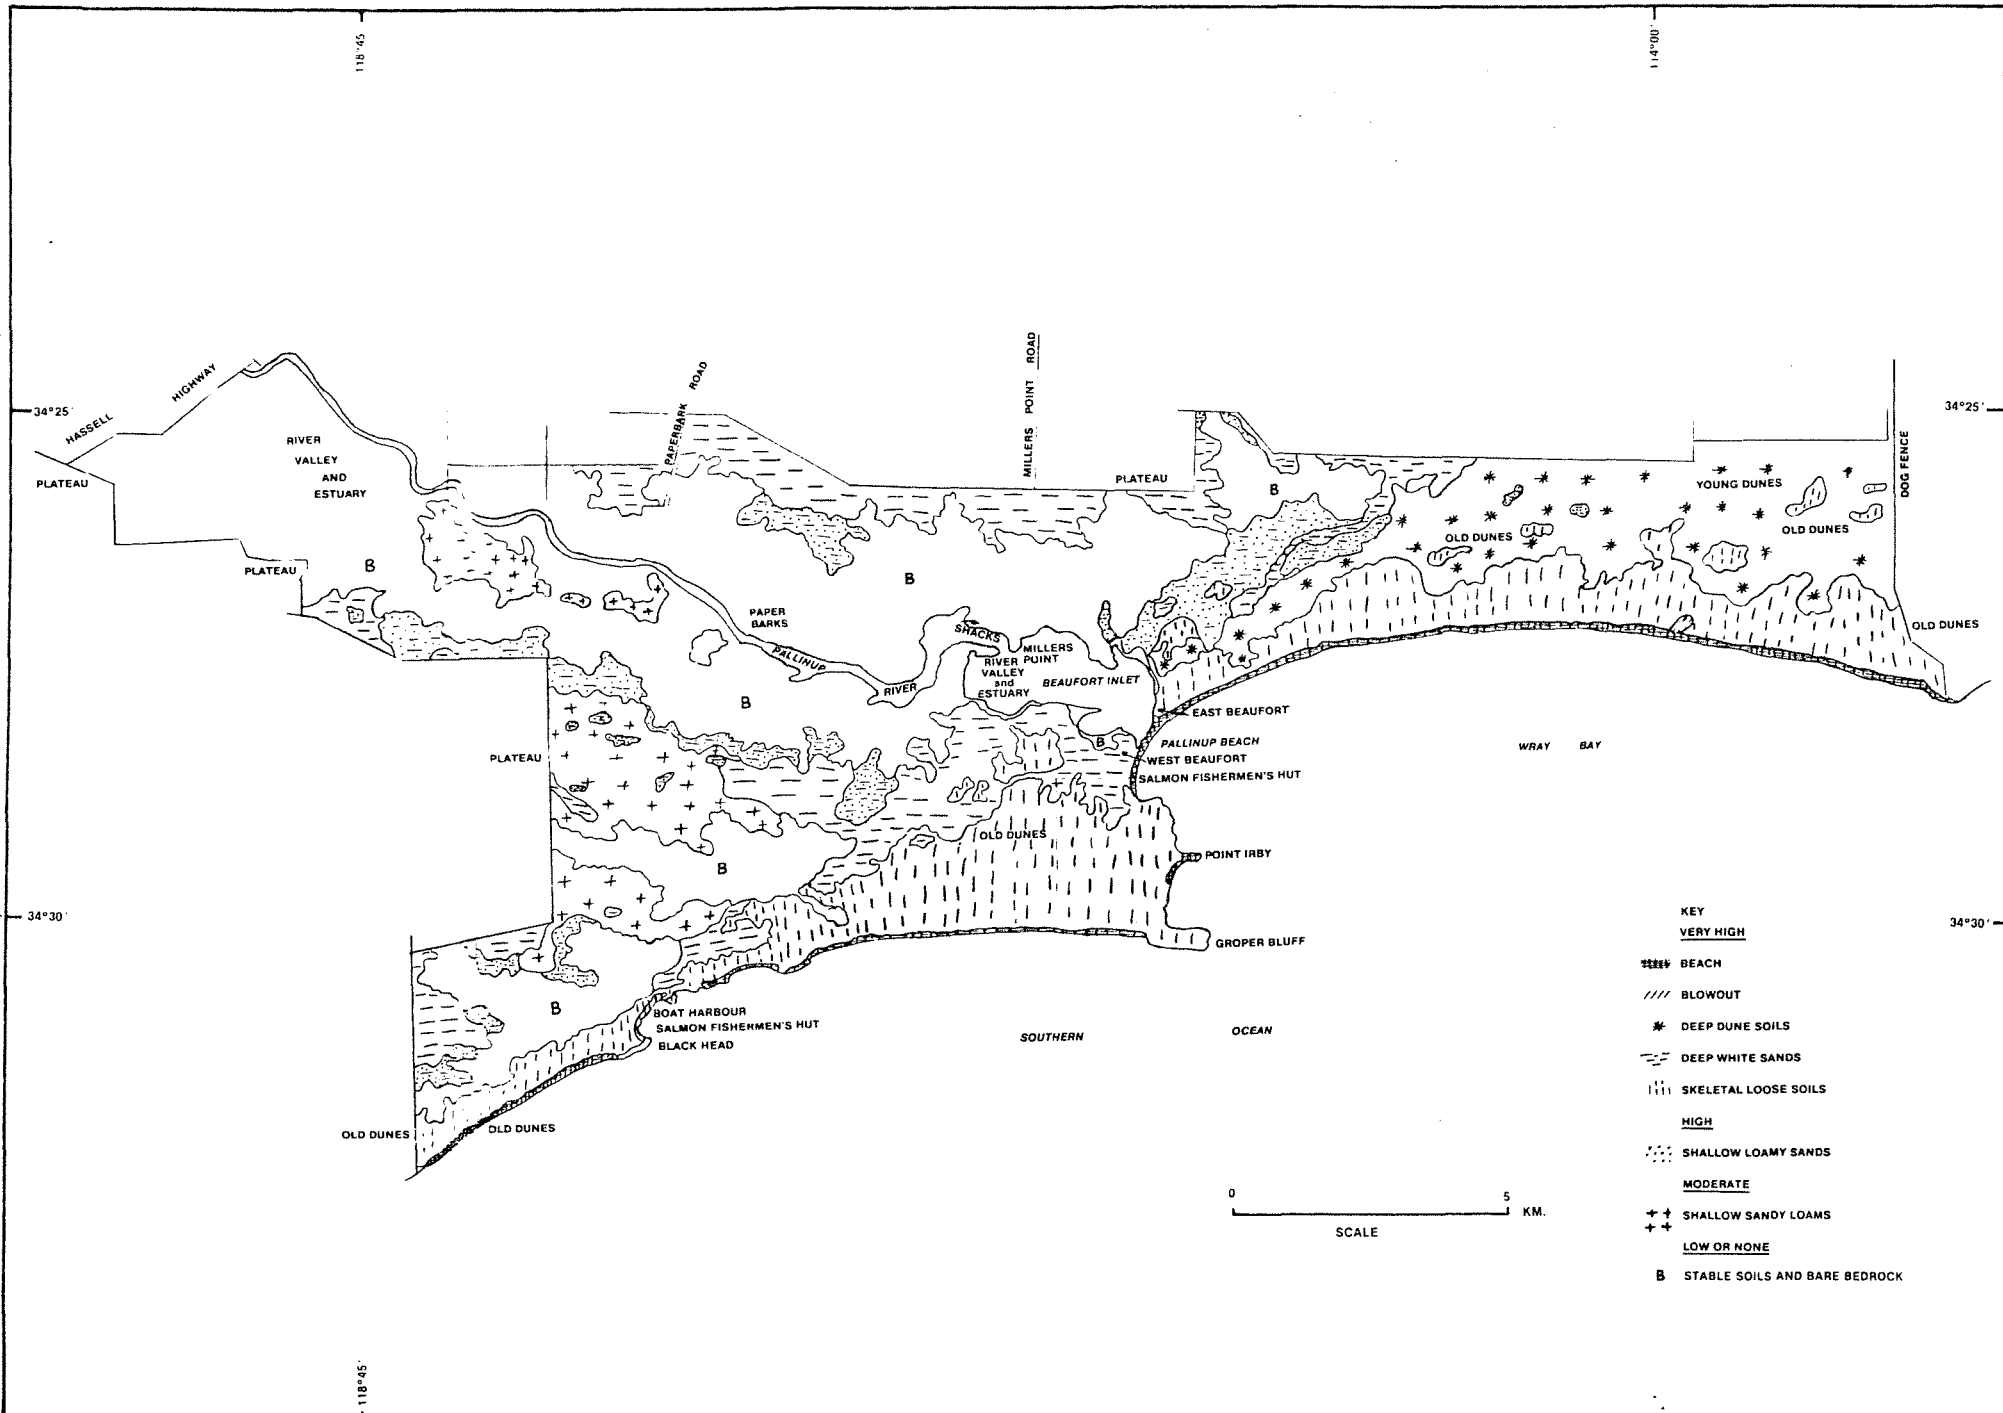 118°45'
114°00'
HASSELL HIGHWAY
34°25'
34°25'
PAPERBARK ROAD
MILLERS POINT ROAD
DOG FENCE
RIVER
VALLEY
AND
ESTUARY
PLATEAU
PLATEAU
B
YOUNG DUNES
OLD DUNES
OLD DUNES
PLATEAU
B
B
PAPER
BARKS
SHACKS
MILLERS
POINT
RIVER
VALLEY
and
ESTUARY
PALLINUP
RIVER
BEAUFORT INLET
OLD DUNES
B
EAST BEAUFORT
B
PALLINUP BEACH
WEST BEAUFORT
SALMON FISHERMEN'S HUT
WRAY BAY
PLATEAU
OLD DUNES
B
POINT IRBY
34°30'
34°30'
GROPER BLUFF
B
BOAT HARBOUR
SALMON FISHERMEN'S HUT
BLACK HEAD
SOUTHERN OCEAN
OLD DUNES
OLD DUNES
KEY
VERY HIGH
BEACH
BLOWOUT
DEEP DUNE SOILS
DEEP WHITE SANDS
SKELETAL LOOSE SOILS
HIGH
SHALLOW LOAMY SANDS
MODERATE
SHALLOW SANDY LOAMS
LOW OR NONE
B STABLE SOILS AND BARE BEDROCK
0 5 KM.
SCALE
118°45'